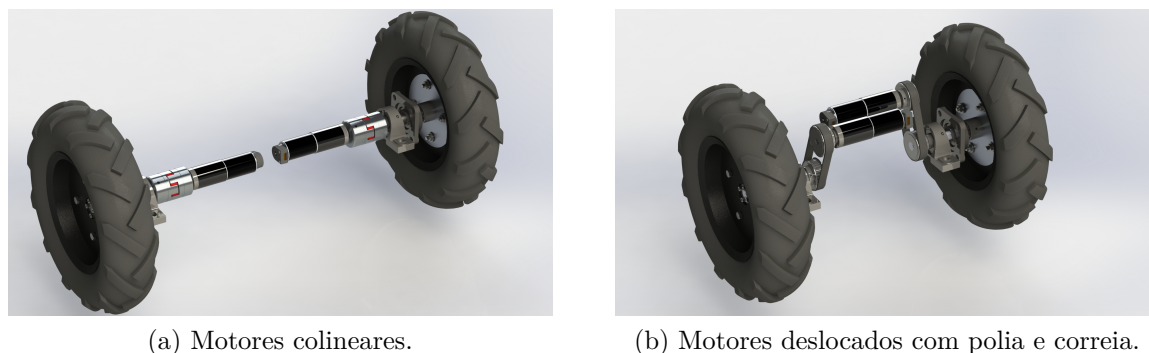 (a) Motores colineares.
(b) Motores deslocados com polia e correia.